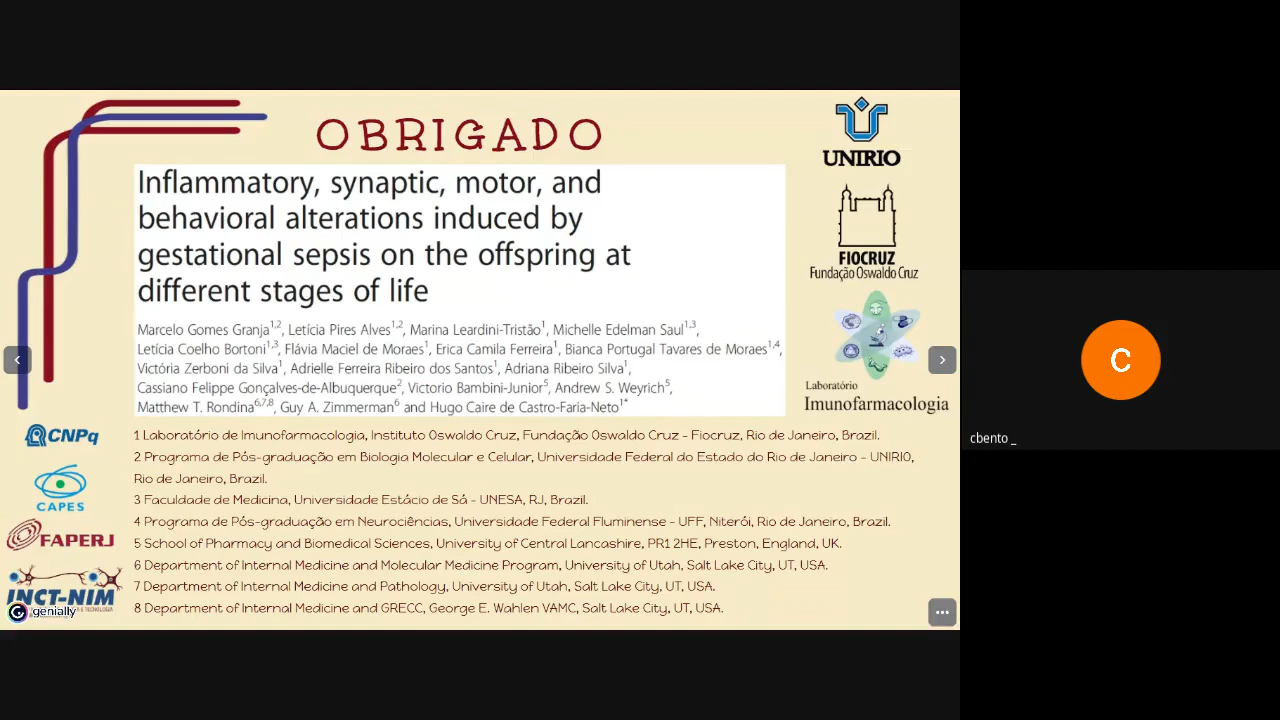 OBRIGADO
UNIRIO
Inflammatory, synaptic, motor, and
behavioral alterations induced by
gestational sepsis on the offspring at
different stages of life
FIOCRUZ
Fundação Oswaldo Cruz
Marcelo Gomes Granja1,2, Letícia Pires Alves1,2, Marina Leardini-Tristão1, Michelle Edelman Saul1,3,
Letícia Coelho Bortoni1,3, Flávia Maciel de Moraes1, Erica Camila Ferreira1, Bianca Portugal Tavares de Moraes1,4,
Victória Zerboni da Silva1, Adrielle Ferreira Ribeiro dos Santos1, Adriana Ribeiro Silva1,
Cassiano Felippe Gonçalves-de-Albuquerque2, Victorio Bambini-Junior5, Andrew S. Weyrich5,
Matthew T. Rondina6,7,8, Guy A. Zimmerman6 and Hugo Caire de Castro-Faria-Neto1*
Laboratório
Imunofarmacologia
1 Laboratório de Imunofarmacologia, Instituto Oswaldo Cruz, Fundação Oswaldo Cruz - Fiocruz, Rio de Janeiro, Brazil.
2 Programa de Pós-graduação em Biologia Molecular e Celular, Universidade Federal do Estado do Rio de Janeiro - UNIRIO,
Rio de Janeiro, Brazil.
3 Faculdade de Medicina, Universidade Estácio de Sá - UNESA, RJ, Brazil.
4 Programa de Pós-graduação em Neurociências, Universidade Federal Fluminense - UFF, Niterói, Rio de Janeiro, Brazil.
5 School of Pharmacy and Biomedical Sciences, University of Central Lancashire, PR1 2HE, Preston, England, UK.
6 Department of Internal Medicine and Molecular Medicine Program, University of Utah, Salt Lake City, UT, USA.
7 Department of Internal Medicine and Pathology, University of Utah, Salt Lake City, UT, USA.
8 Department of Internal Medicine and GRECC, George E. Wahlen VAMC, Salt Lake City, UT, USA.
CNPq
CAPES
FAPERJ
INCT-NIM
genially
C
cbento _